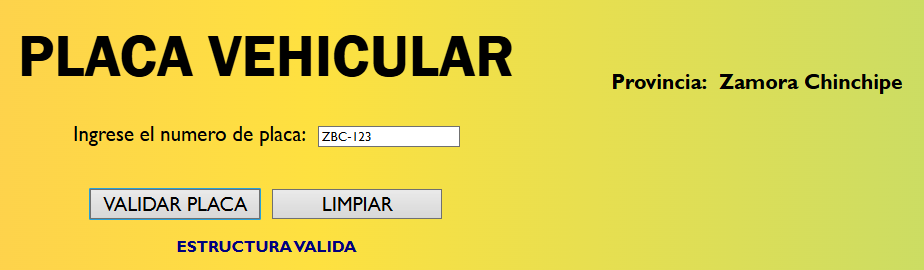 PLACA VEHICULAR
Provincia: Zamora Chinchipe
Ingrese el numero de placa: ZBC-123
VALIDAR PLACA LIMPIAR
ESTRUCTURA VALIDA